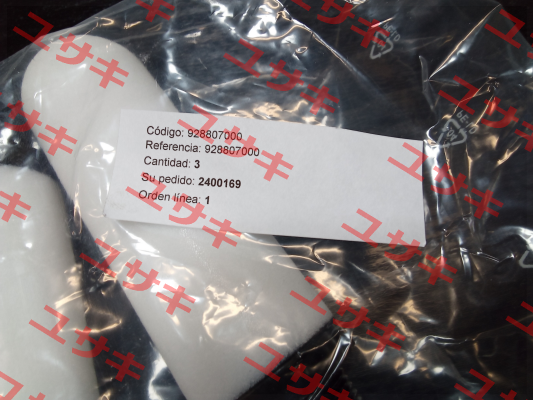 Código: 928807000
Referencia: 928807000
Cantidad: 3
Su pedido: 2400169
Orden línea: 1
ユサキ